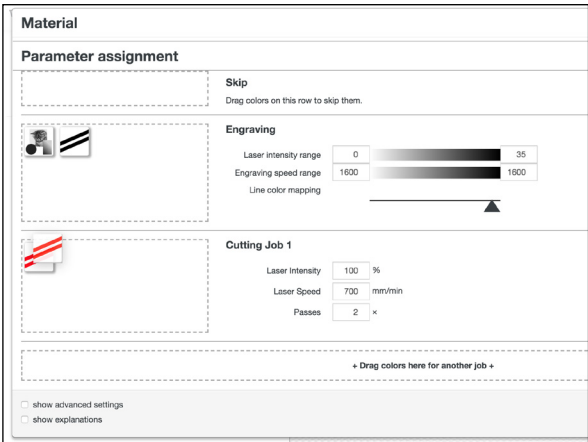 Material
Parameter assignment
Skip
Drag colors on this row to skip them.
Engraving
Laser intensity range 0 35
Engraving speed range 1600 1600
Line color mapping
Cutting Job 1
Laser Intensity 100 %
Laser Speed 700 mm/min
Passes 2 ×
+ Drag colors here for another job +
show advanced settings
show explanations